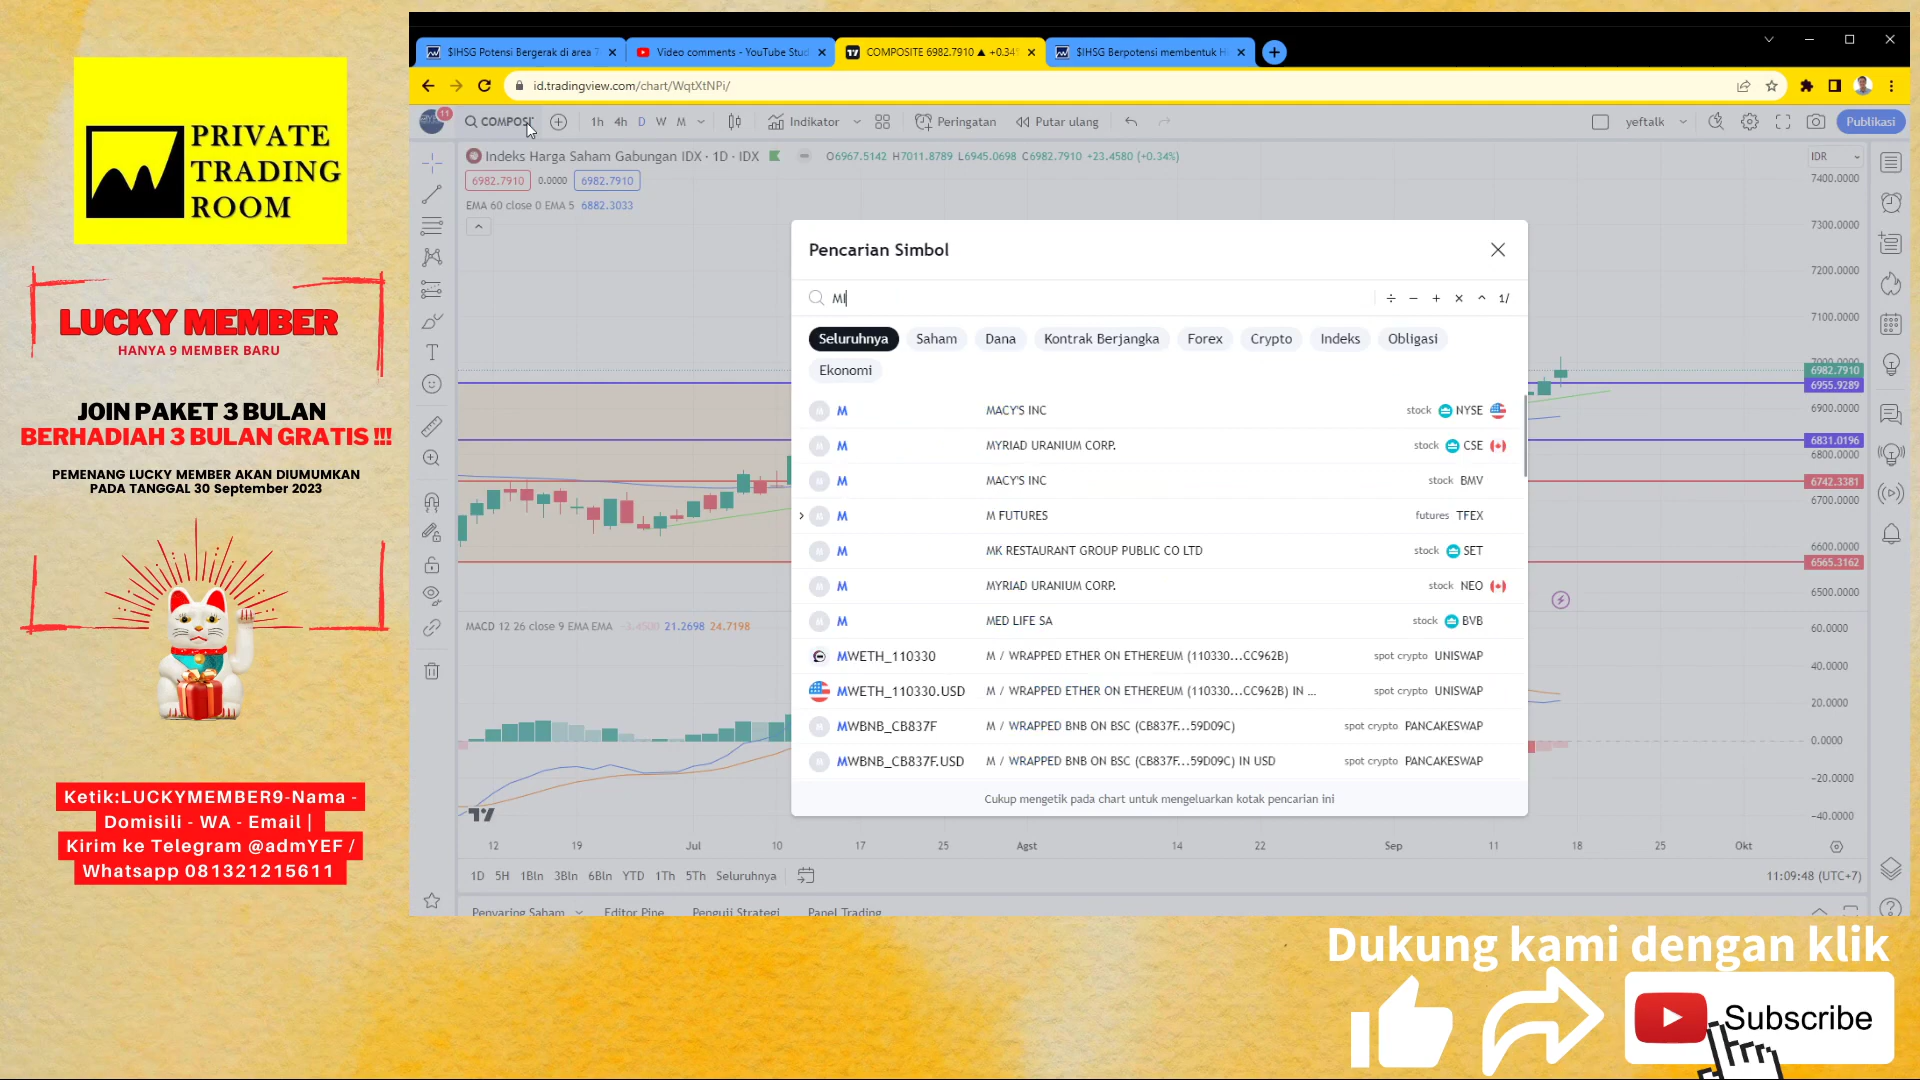 PRIVATE
TRADING
ROOM
LUCKY MEMBER
HANYA 9 MEMBER BARU
JOIN PAKET 3 BULAN
BERHADIAH 3 BULAN GRATIS !!!
PEMENANG LUCKY MEMBER AKAN DIUMUMKAN
PADA TANGGAL 30 September 2023
Ketik:LUCKYMEMBER9-Nama -
Domisili - WA - Email |
Kirim ke Telegram @admYEF /
Whatsapp 081321215611
$IHSG Potensi Bergerak di area 7
Video comments - YouTube Stud
COMPOSITE 6982.7910 ▲ +0.34%
$IHSG Berpotensi membentuk H
id.tradingview.com/chart/WqtXtNPi/
11
COMPOSI
1h 4h D W M
Indikator
Peringatan
Putar ulang
yeftalk
Publikasi
Indeks Harga Saham Gabungan IDX · 1D · IDX
O6967.5142 H7011.8789 L6945.0698 C6982.7910 +23.4580 (+0.34%)
IDR
6982.7910 0.0000 6982.7910
EMA 60 close 0 EMA 5 6882.3033
7400.0000
7300.0000
7200.0000
7100.0000
7000.0000
6982.7910
6955.9289
6900.0000
6831.0196
6800.0000
6742.3381
6700.0000
6600.0000
6565.3162
6500.0000
60.0000
40.0000
20.0000
0.0000
−20.0000
−40.0000
Pencarian Simbol
MI
÷ − + × ^ 1/
Seluruhnya Saham Dana Kontrak Berjangka Forex Crypto Indeks Obligasi
Ekonomi
M MACY'S INC stock NYSE
M MYRIAD URANIUM CORP. stock CSE
M MACY'S INC stock BMV
M M FUTURES futures TFEX
M MK RESTAURANT GROUP PUBLIC CO LTD stock SET
M MYRIAD URANIUM CORP. stock NEO
M MED LIFE SA stock BVB
MWETH_110330 M / WRAPPED ETHER ON ETHEREUM (110330...CC962B) spot crypto UNISWAP
MWETH_110330.USD M / WRAPPED ETHER ON ETHEREUM (110330...CC962B) IN ... spot crypto UNISWAP
MWBNB_CB837F M / WRAPPED BNB ON BSC (CB837F...59D09C) spot crypto PANCAKESWAP
MWBNB_CB837F.USD M / WRAPPED BNB ON BSC (CB837F...59D09C) IN USD spot crypto PANCAKESWAP
Cukup mengetik pada chart untuk mengeluarkan kotak pencarian ini
MACD 12 26 close 9 EMA EMA -3.4508 21.2698 24.7198
12 19 Jul 10 17 25 Agst 14 22 Sep 11 18 25 Okt
1D 5H 1Bln 3Bln 6Bln YTD 1Th 5Th Seluruhnya
11:09:48 (UTC+7)
Penyaring Saham Editor Pine Penguji Strategi Panel Trading
Dukung kami dengan klik
Subscribe